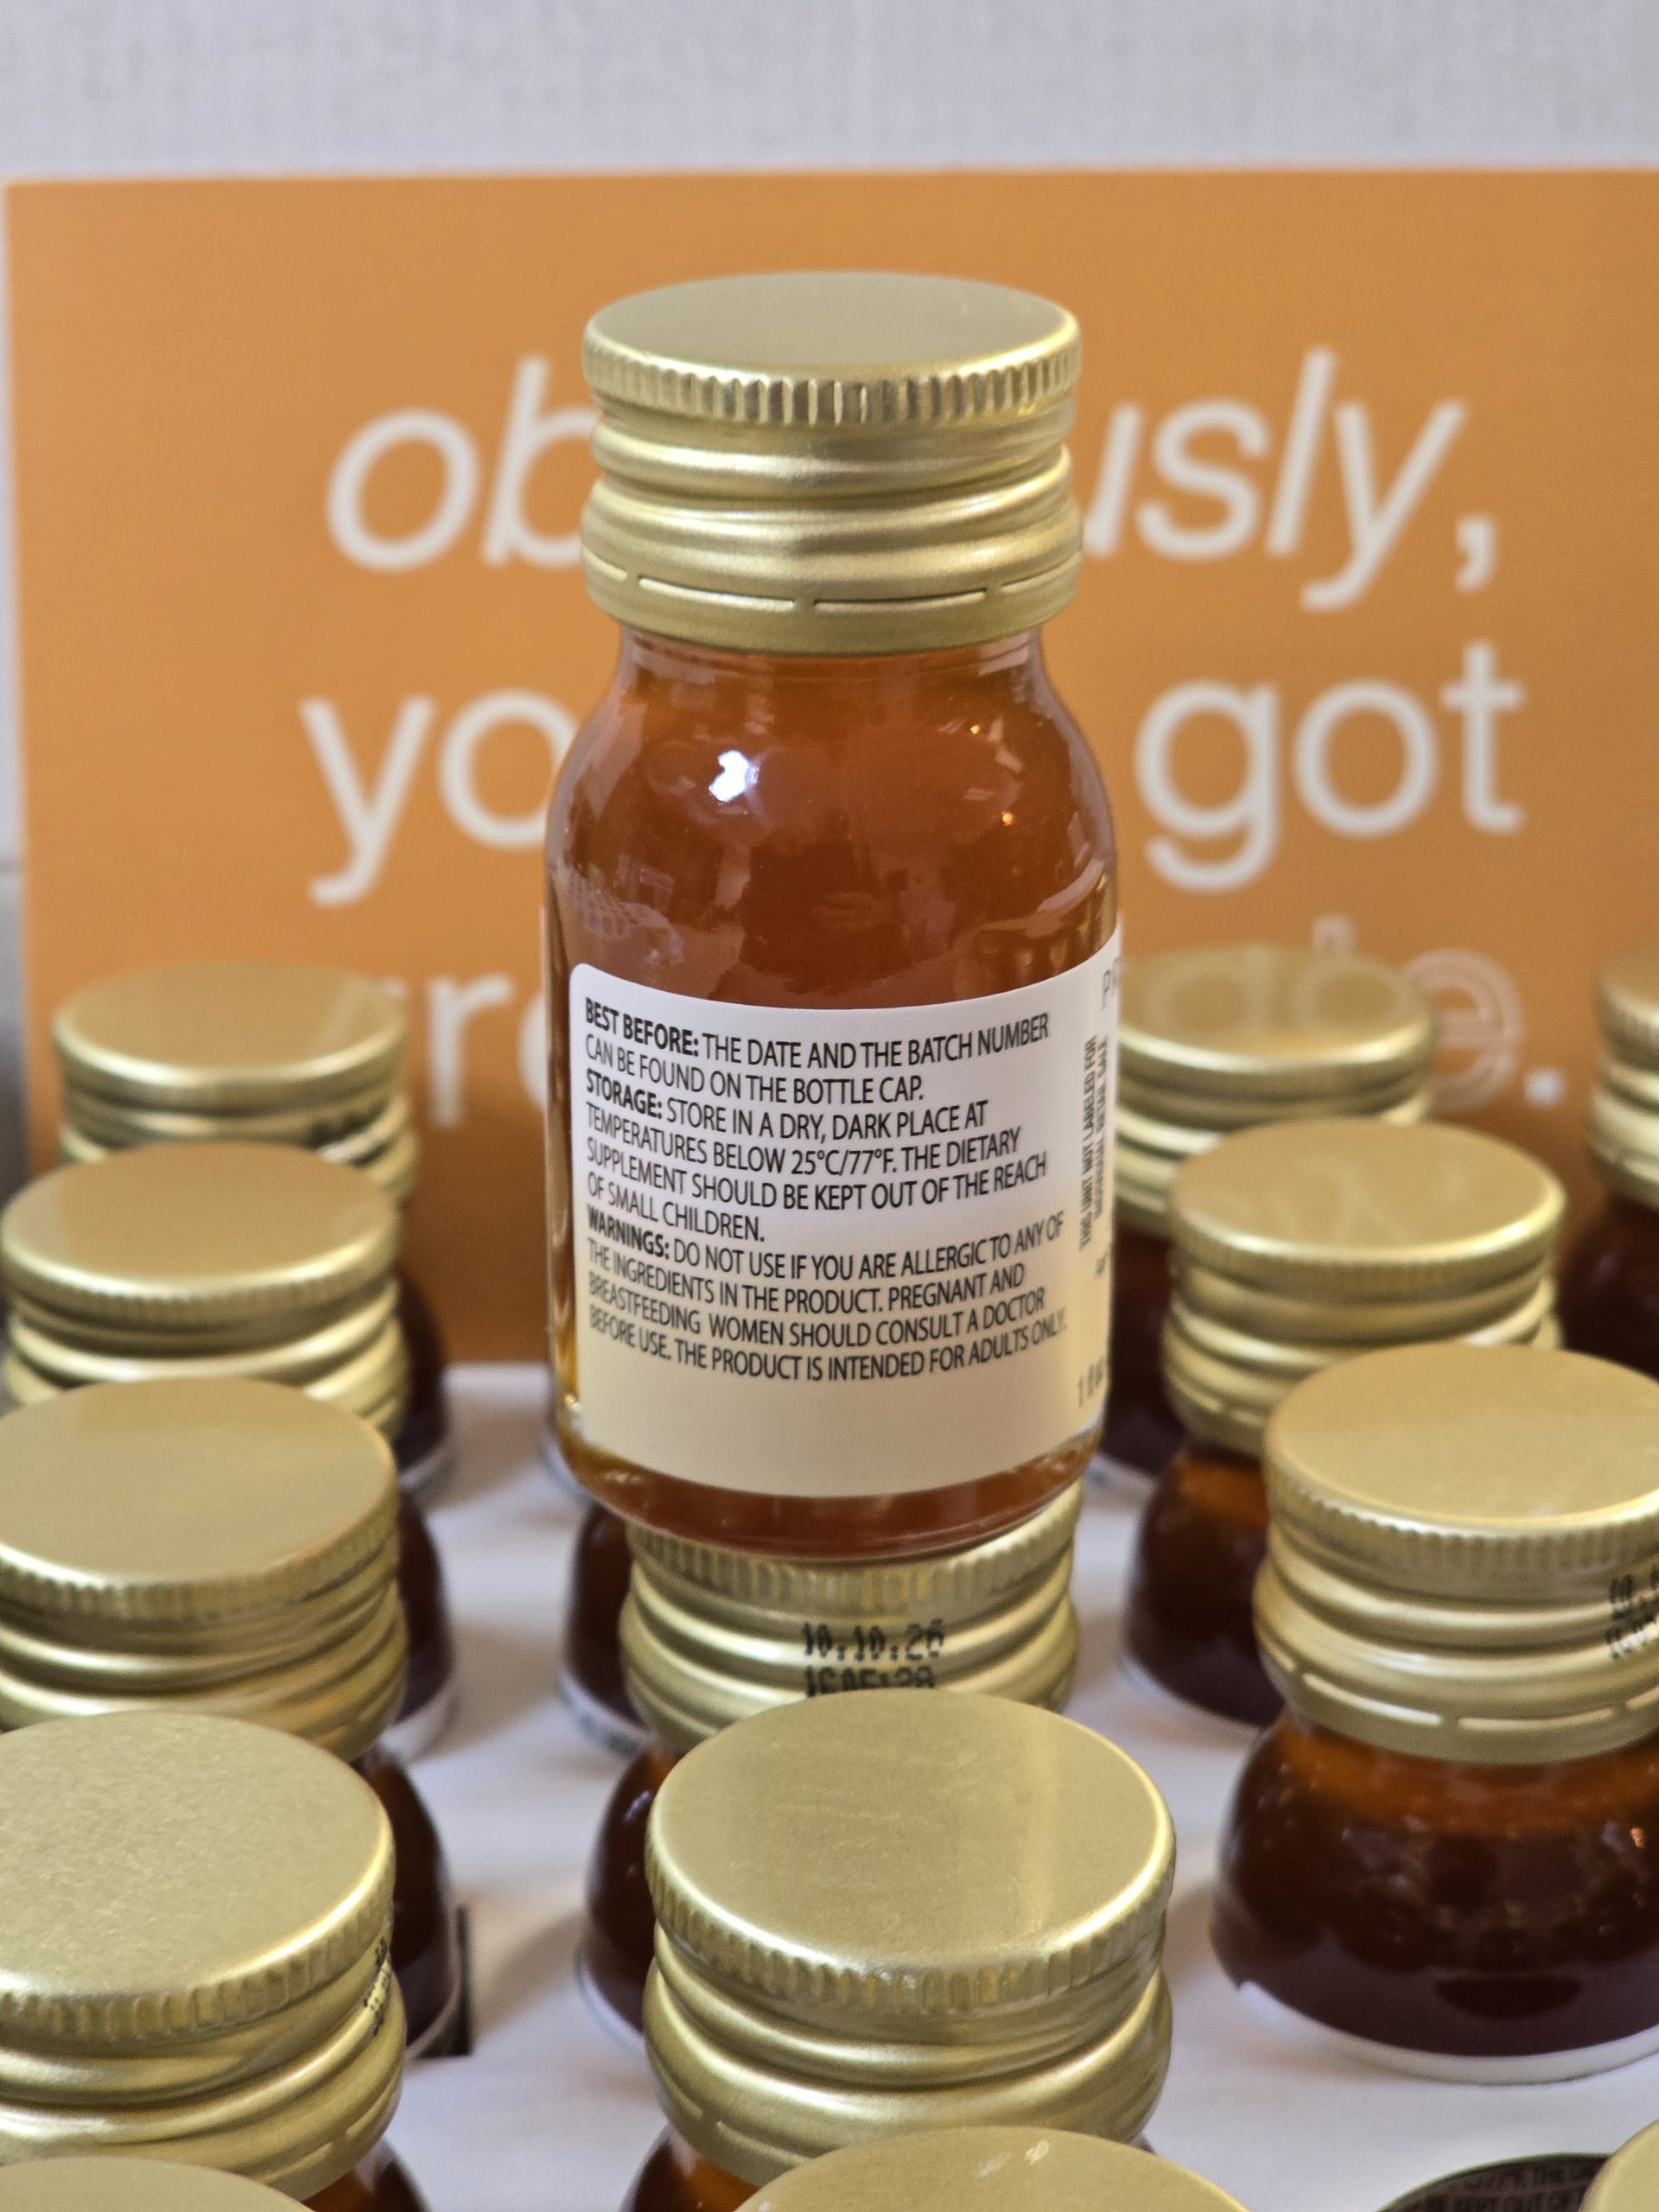 obviously,
got
BEST BEFORE: THE DATE AND THE BATCH NUMBER
CAN BE FOUND ON THE BOTTLE CAP.
STORAGE: STORE IN A DRY, DARK PLACE AT
TEMPERATURES BELOW 25°C/77°F. THE DIETARY
SUPPLEMENT SHOULD BE KEPT OUT OF THE REACH
OF SMALL CHILDREN.
WARNINGS: DO NOT USE IF YOU ARE ALLERGIC TO ANY OF
THE INGREDIENTS IN THE PRODUCT. PREGNANT AND
BREASTFEEDING WOMEN SHOULD CONSULT A DOCTOR
BEFORE USE. THE PRODUCT IS INTENDED FOR ADULTS ONLY.
THIS UNIT NOT LABELED FOR
INDIVIDUAL RETAIL SALE
10.10.26